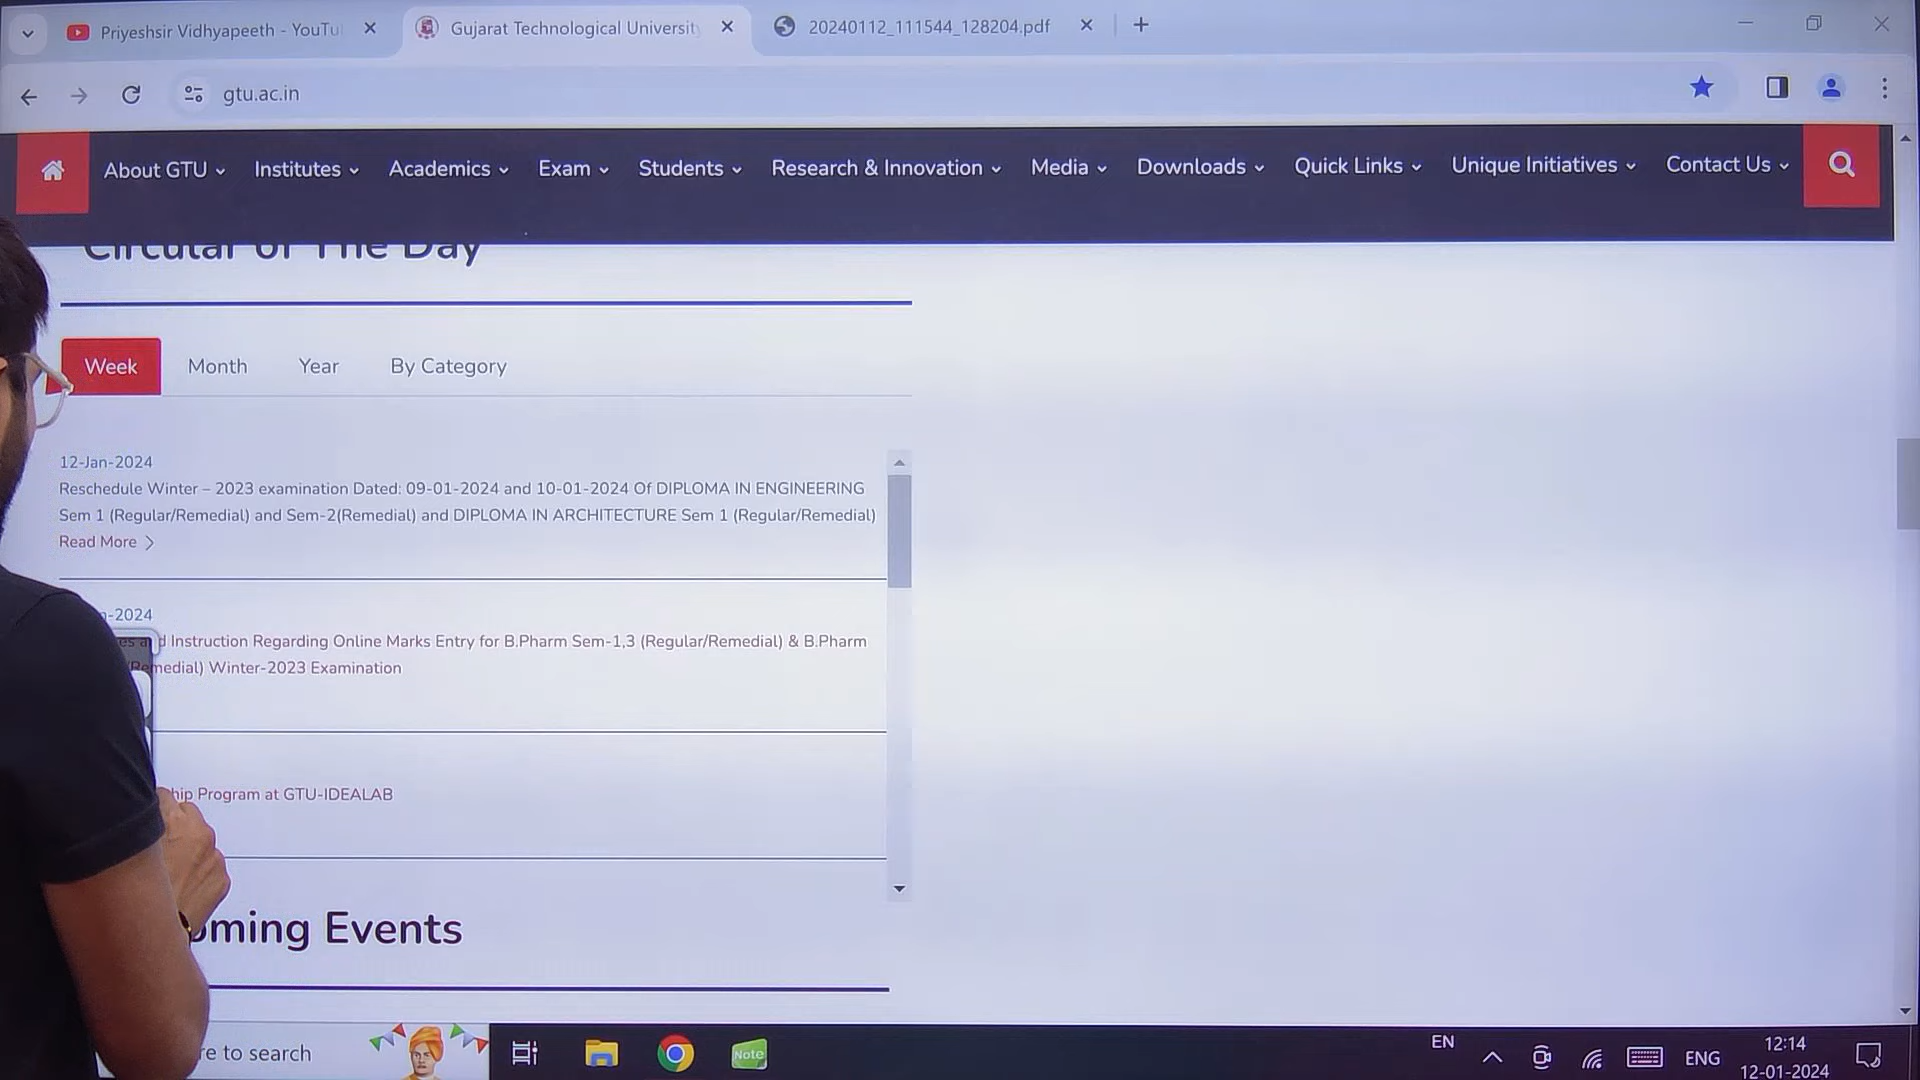 Priyeshsir Vidhyapeeth - YouTu
Gujarat Technological Universit
20240112_111544_128204.pdf
gtu.ac.in
About GTU
Institutes
Academics
Exam
Students
Research & Innovation
Media
Downloads
Quick Links
Unique Initiatives
Contact Us
Circular of The Day
Week
Month
Year
By Category
12-Jan-2024
Reschedule Winter – 2023 examination Dated: 09-01-2024 and 10-01-2024 Of DIPLOMA IN ENGINEERING
Sem 1 (Regular/Remedial) and Sem-2(Remedial) and DIPLOMA IN ARCHITECTURE Sem 1 (Regular/Remedial)
Read More
-2024
Instruction Regarding Online Marks Entry for B.Pharm Sem-1,3 (Regular/Remedial) & B.Pharm
(Remedial) Winter-2023 Examination
hip Program at GTU-IDEALAB
oming Events
re to search
Note
EN
ENG
12:14
12-01-2024